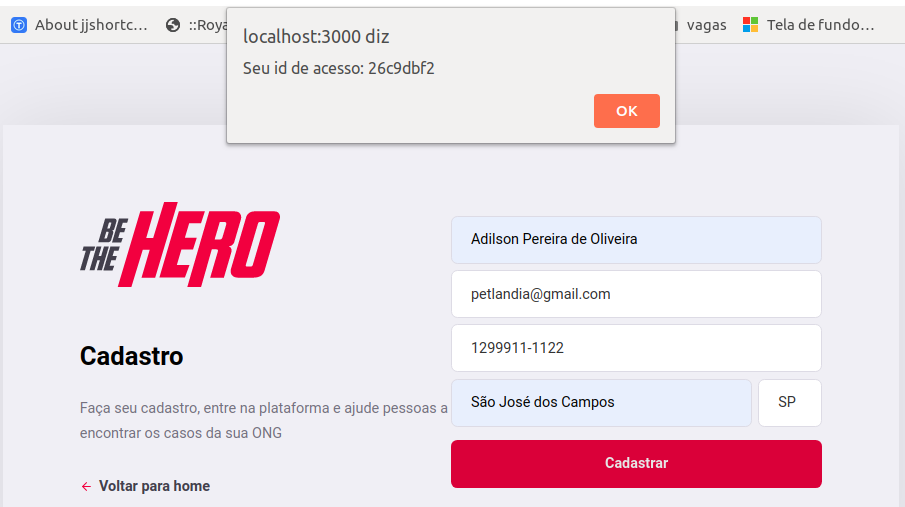 About jjshortc...
::Roya
vagas
Tela de fundo...
localhost:3000 diz
Seu id de acesso: 26c9dbf2
OK
BE THE HERO
Adilson Pereira de Oliveira
petlandia@gmail.com
1299911-1122
São José dos Campos
SP
Cadastrar
Cadastro
Faça seu cadastro, entre na plataforma e ajude pessoas a
encontrar os casos da sua ONG
← Voltar para home